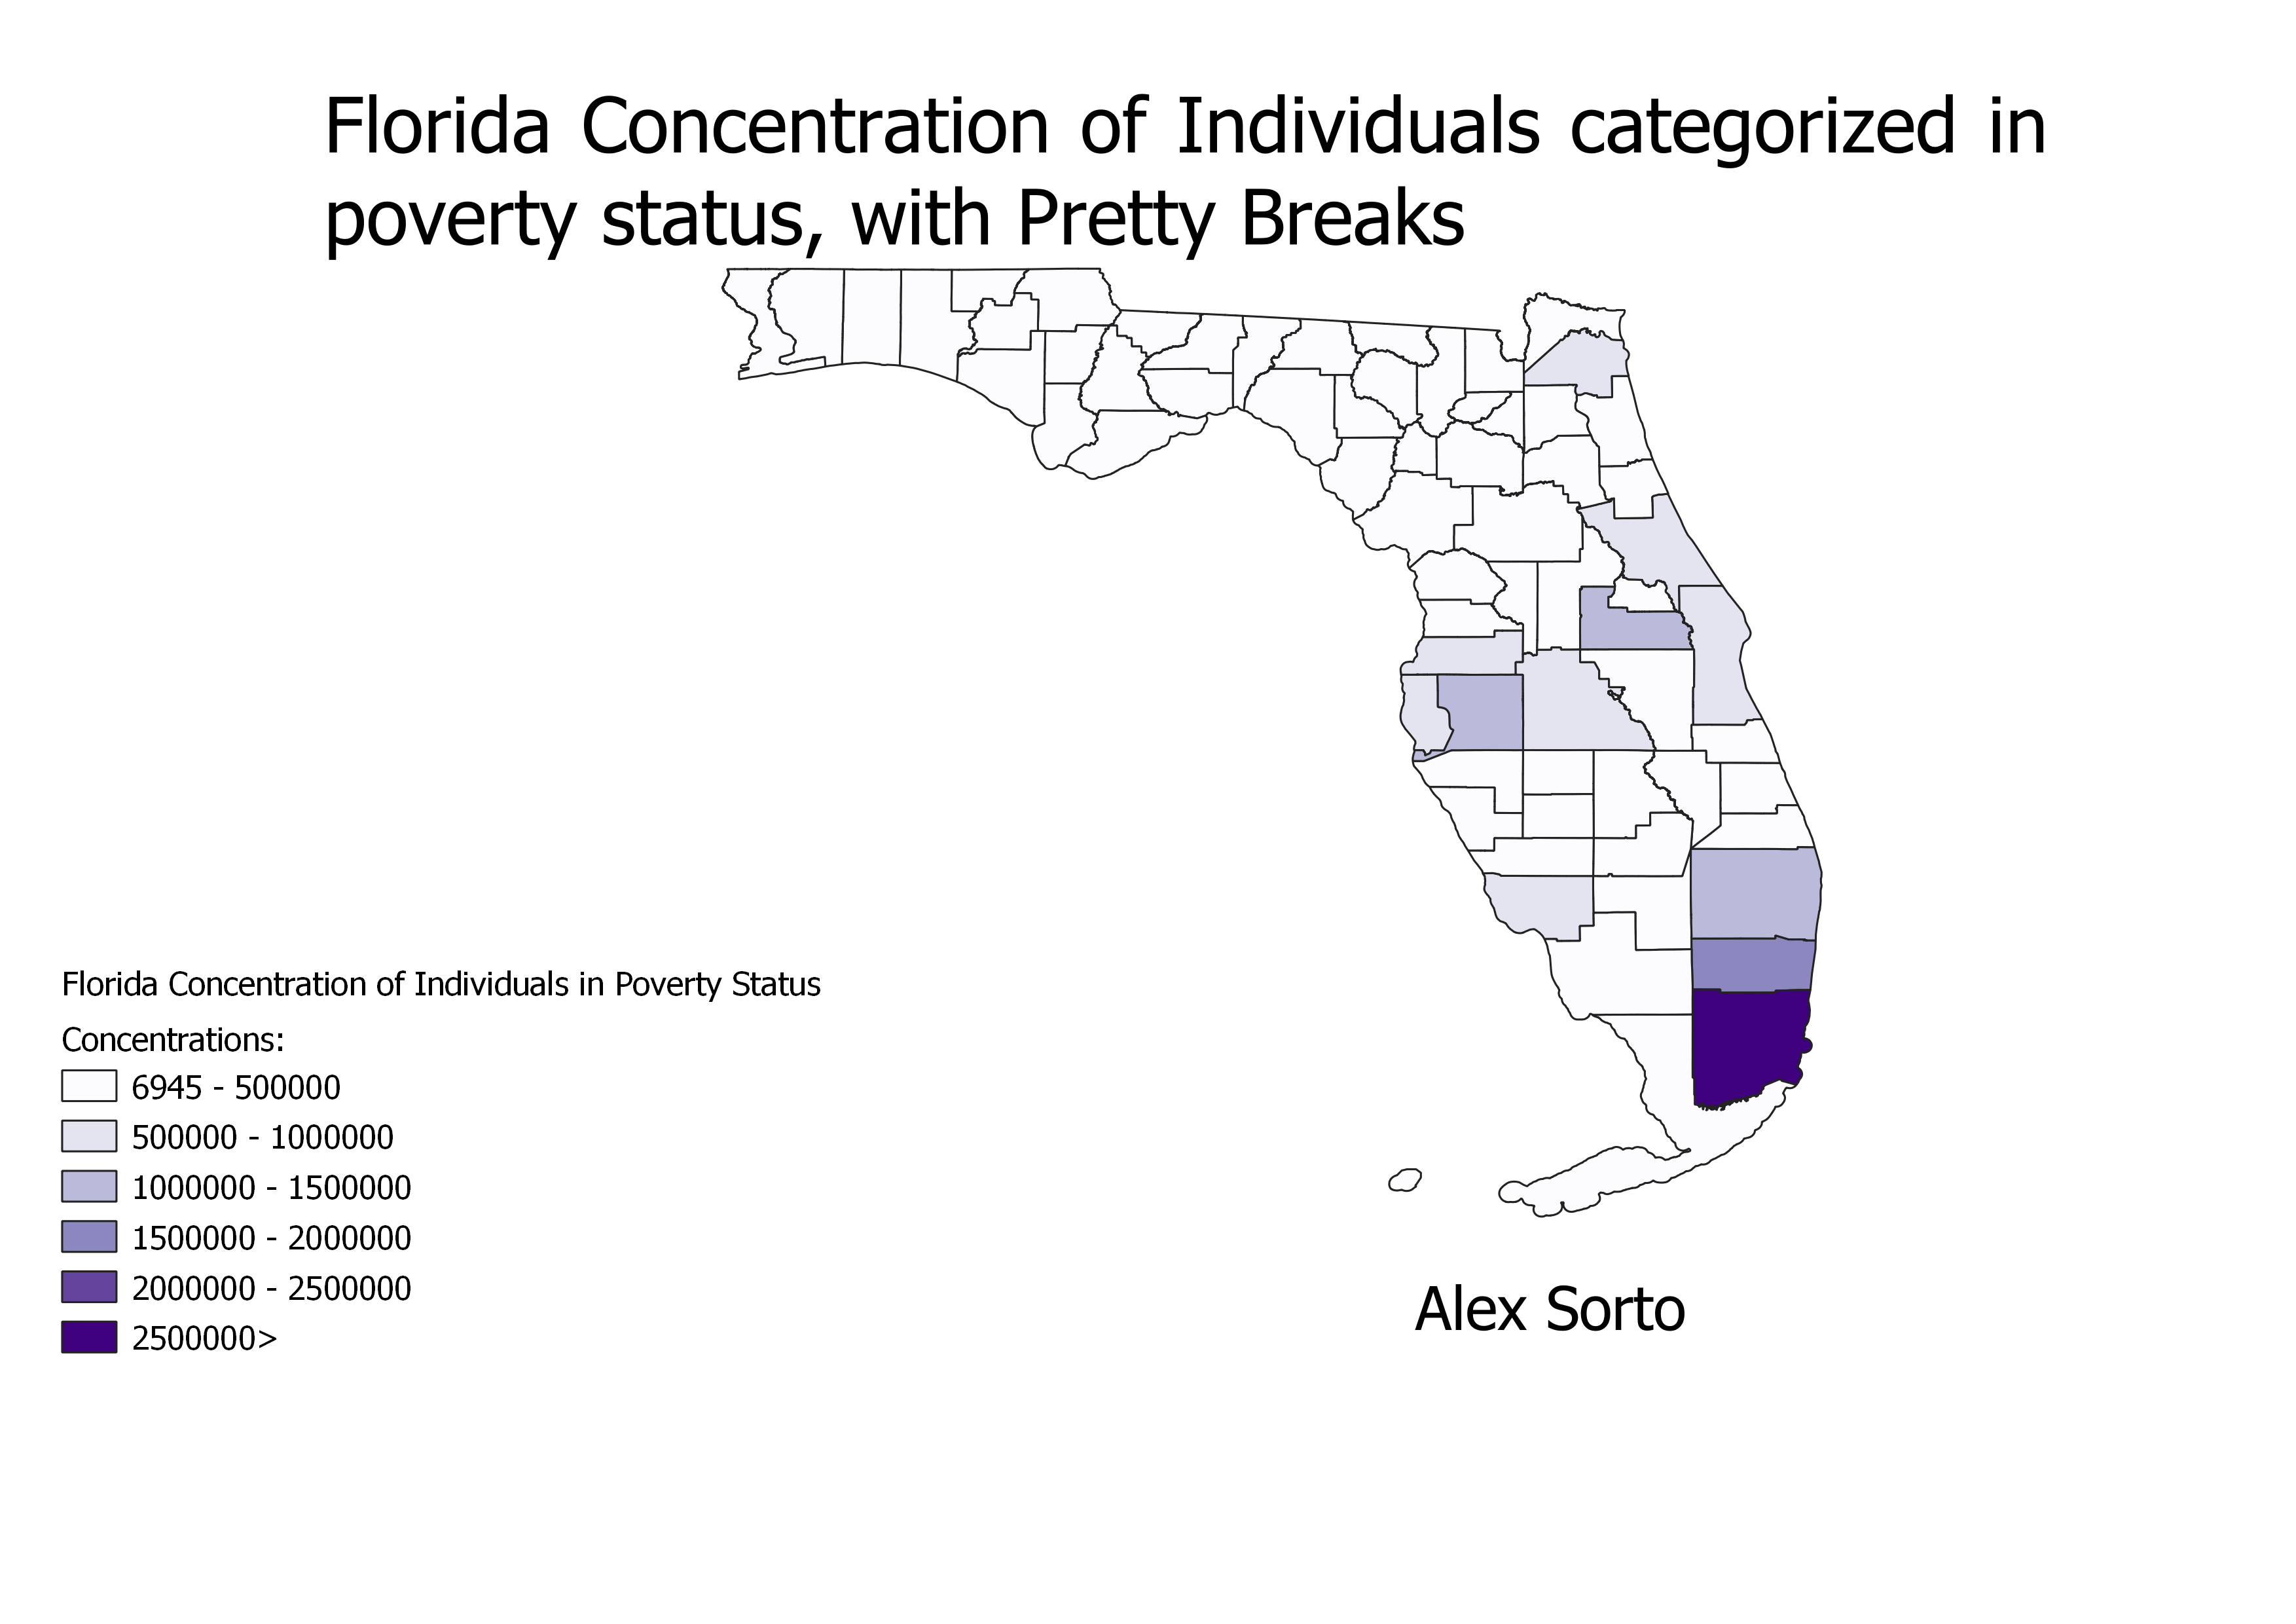 Florida Concentration of Individuals categorized in
poverty status, with Pretty Breaks
Florida Concentration of Individuals in Poverty Status
Concentrations:
6945 - 500000
500000 - 1000000
1000000 - 1500000
1500000 - 2000000
2000000 - 2500000
2500000>
Alex Sorto